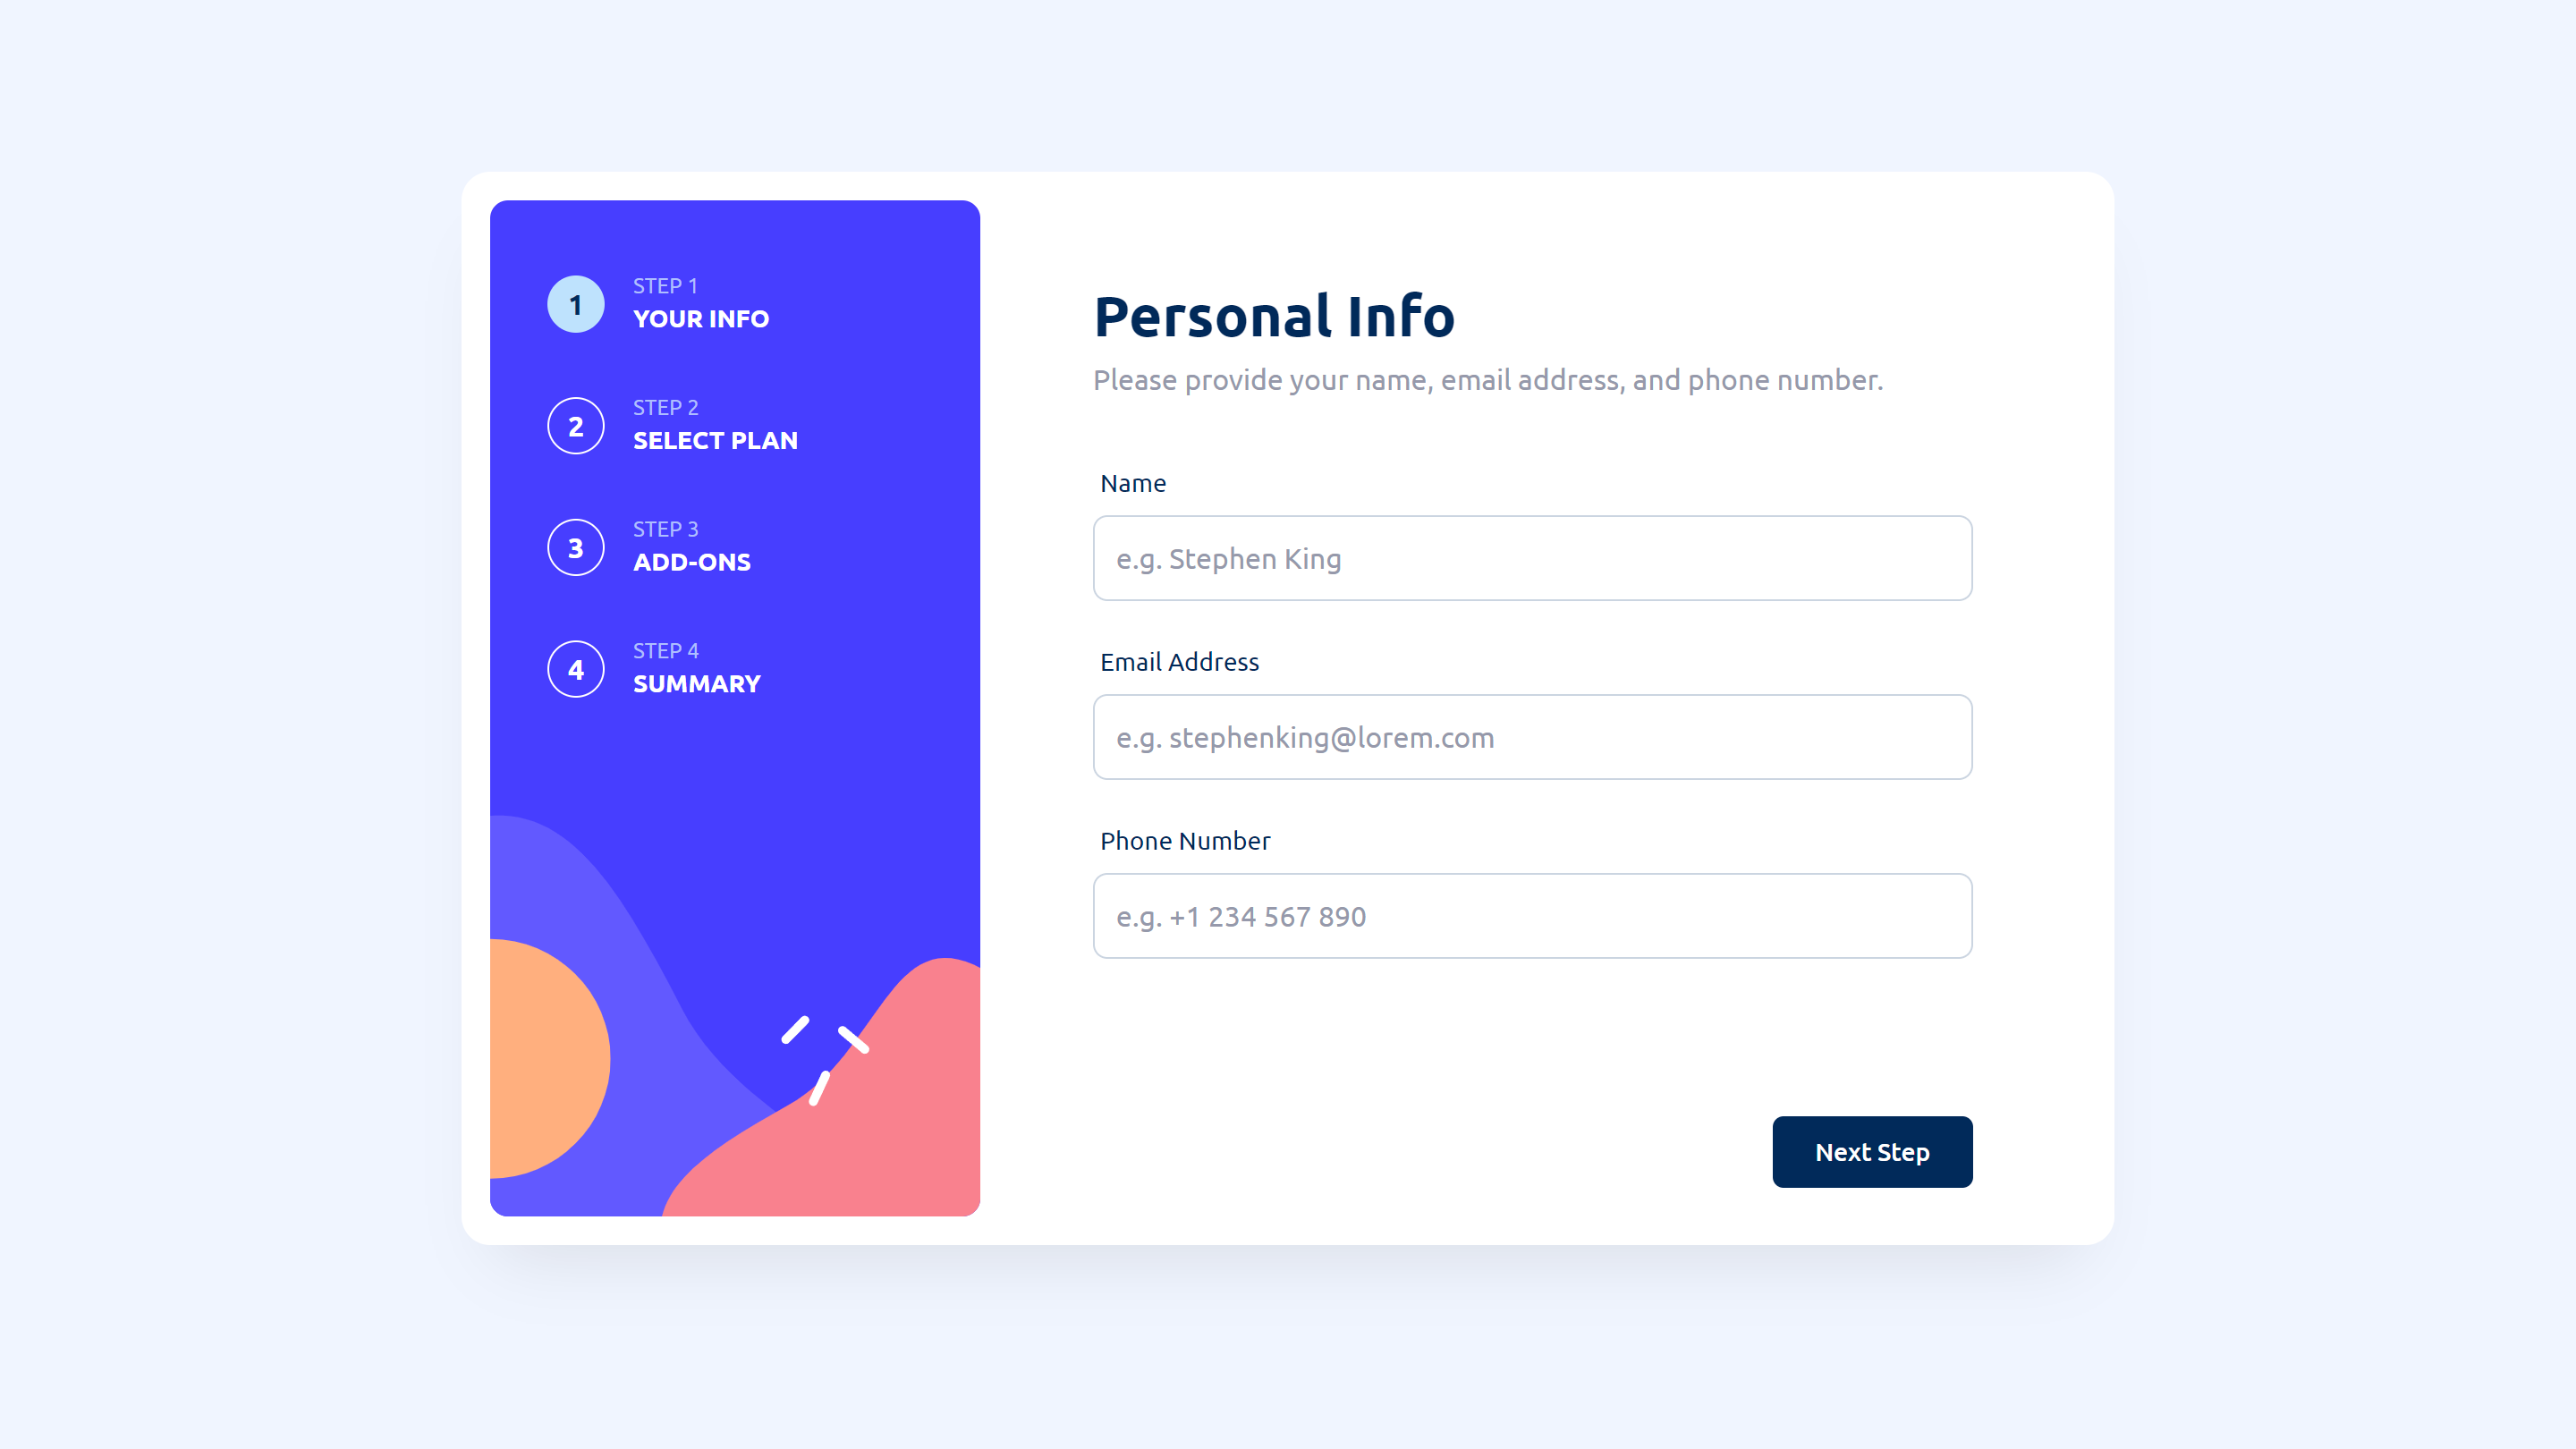 1
STEP 1
YOUR INFO
2
STEP 2
SELECT PLAN
3
STEP 3
ADD-ONS
4
STEP 4
SUMMARY
Personal Info
Please provide your name, email address, and phone number.
Name
e.g. Stephen King
Email Address
e.g. stephenking@lorem.com
Phone Number
e.g. +1 234 567 890
Next Step